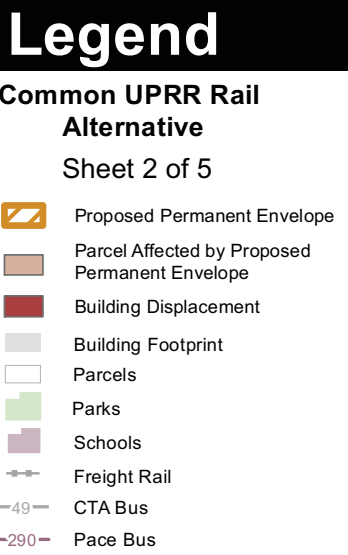 Legend
Common UPRR Rail
Alternative
Sheet 2 of 5
Proposed Permanent Envelope
Parcel Affected by Proposed
Permanent Envelope
Building Displacement
Building Footprint
Parcels
Parks
Schools
Freight Rail
49 CTA Bus
290 Pace Bus